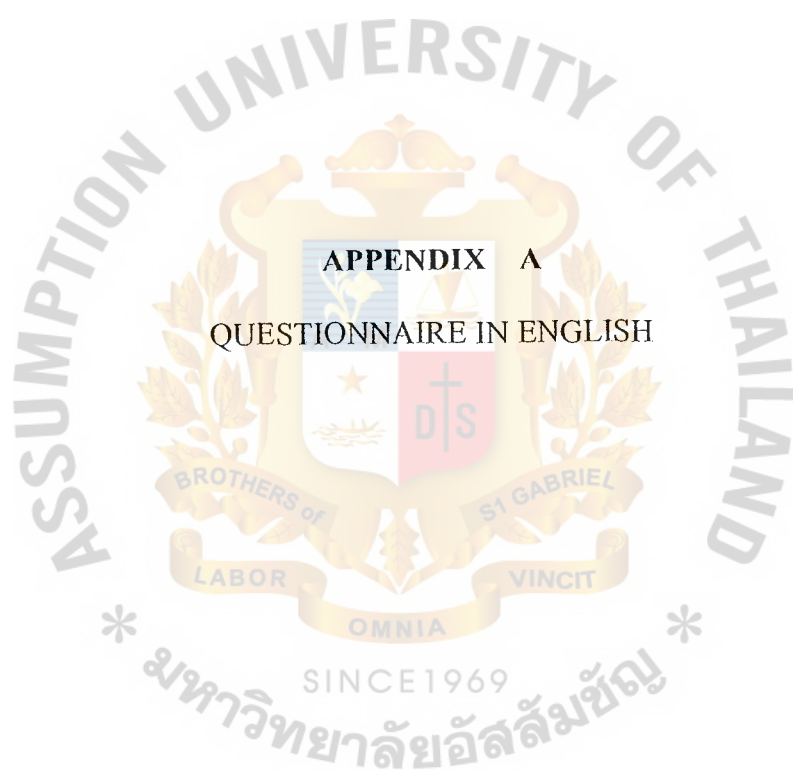 ASSUMPTION UNIVERSITY OF THAILAND
APPENDIX A
QUESTIONNAIRE IN ENGLISH
D S
BROTHERS of ST GABRIEL
LABOR OMNIA VINCIT
* SINCE1969 *
มหาวิทยาลัยอัสสัมชัญ